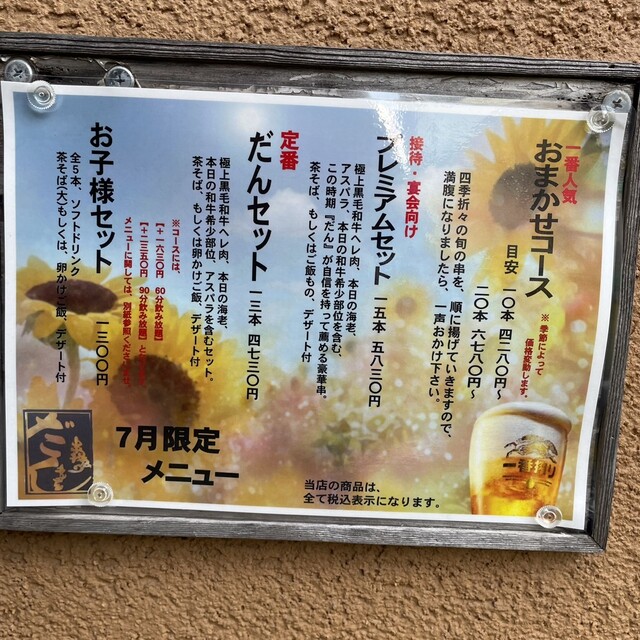 一番人気
おまかせコース
※季節によって
価格変動します。
目安 一〇本 四二八〇円～
二〇本 六七八〇円～
四季折々の旬の串を、順に揚げていきますので、
満腹になりましたら、一声おかけ下さい。
接待・宴会向け
プレミアムセット 一五本 五八三〇円
極上黒毛和牛ヘレ肉、本日の海老、
アスパラ、本日の和牛希少部位を含む、
この時期『だん』が自信を持って薦める豪華串。
茶そば、もしくはご飯もの、デザート付
定番
だんセット 一三本 四七三〇円
極上黒毛和牛ヘレ肉、本日の海老、
本日の和牛希少部位、アスパラを含むセット。
茶そば、もしくは卵かけご飯、デザート付
※コースには、
【+一六三〇円 60分飲み放題】
【+二三五〇円 90分飲み放題】
メニューに関しては、別紙参照ください
お子様セット 一三〇〇円
全5本、ソフトドリンク
茶そば(大)もしくは、卵かけご飯、デザート付
7月限定
メニュー
当店の商品は、
全て税込表示になります。
一番搾り